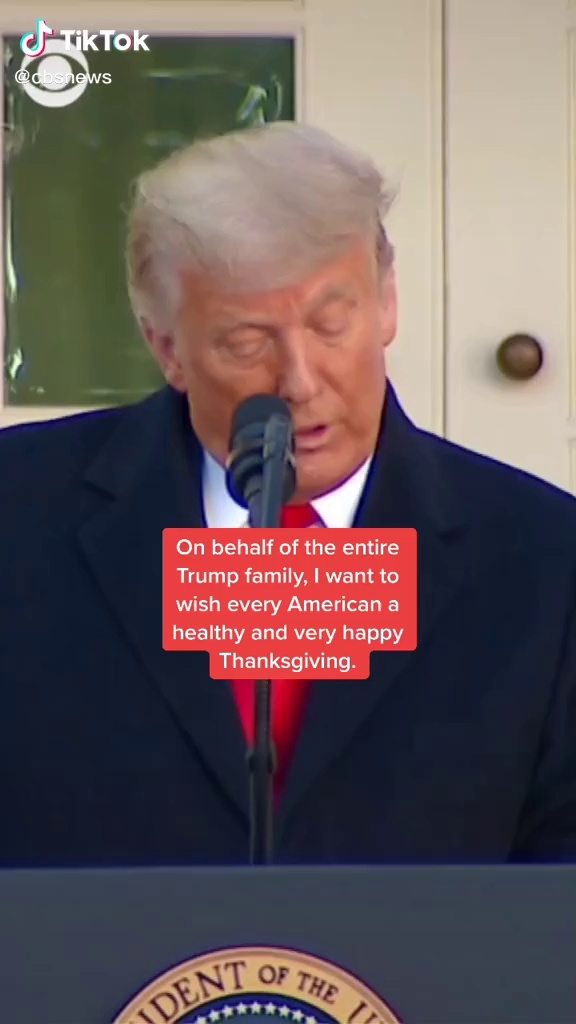 TikTok
@cbsnews
On behalf of the entire
Trump family, I want to
wish every American a
healthy and very happy
Thanksgiving.
IDENT OF THE U